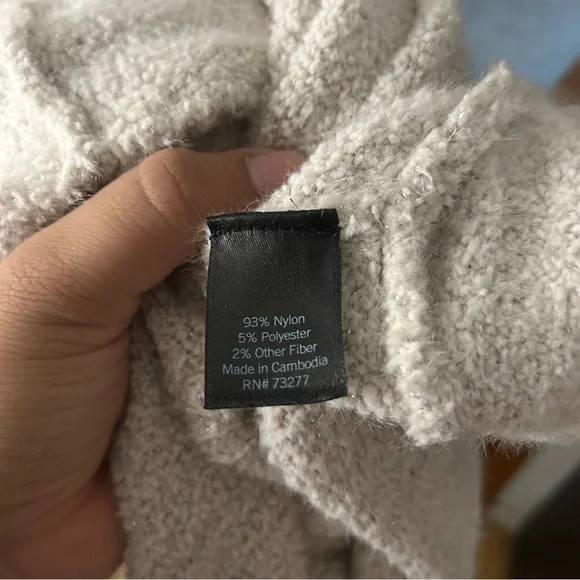 93% Nylon
5% Polyester
2% Other Fiber
Made in Cambodia
RN# 73277